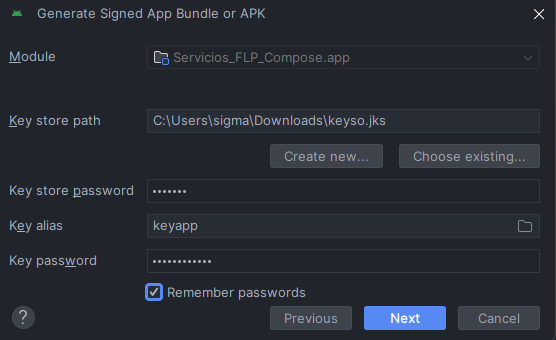 Generate Signed App Bundle or APK
Module
Servicios_FLP_Compose.app
Key store path
C:\Users\sigma\Downloads\keyso.jks
Create new...
Choose existing...
Key store password
•••••••
Key alias
keyapp
Key password
••••••••••••
Remember passwords
?
Previous
Next
Cancel